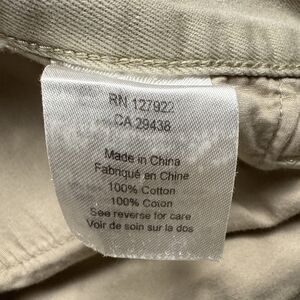 RN 127922
CA 29438
Made in China
Fabriqué en Chine
100% Cotton
100% Coton
See reverse for care
Voir de soin sur la dos